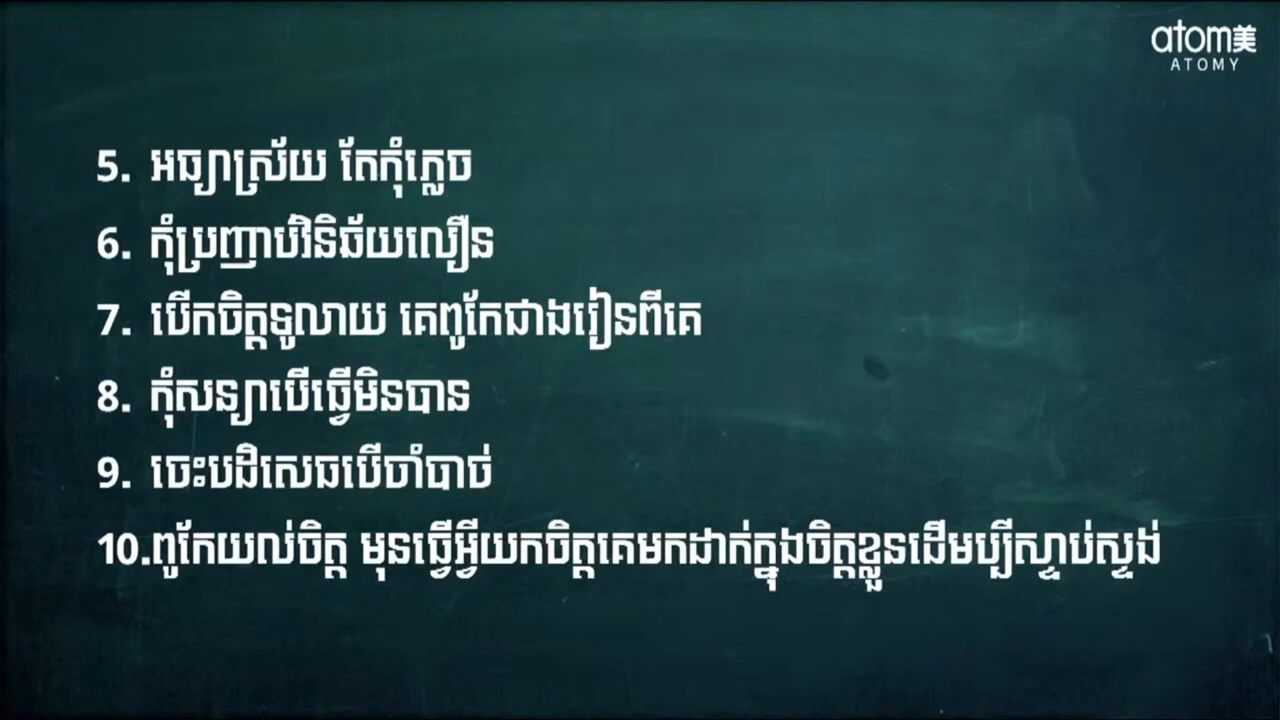 atom美
ATOMY
5. អធ្យាស្រ័យ តែកុំភ្លេច
6. កុំប្រញាប់វិនិច្ឆ័យលឿន
7. បើកចិត្តទូលាយ គេពូកែជាងរៀនពីគេ
8. កុំសន្យាបើធ្វើមិនបាន
9. ចេះបដិសេធបើចាំបាច់
10.ពូកែយល់ចិត្ត មុនធ្វើអ្វីយកចិត្តគេមកដាក់ក្នុងចិត្តខ្លួនដើមប្បីស្ទាប់ស្ទង់